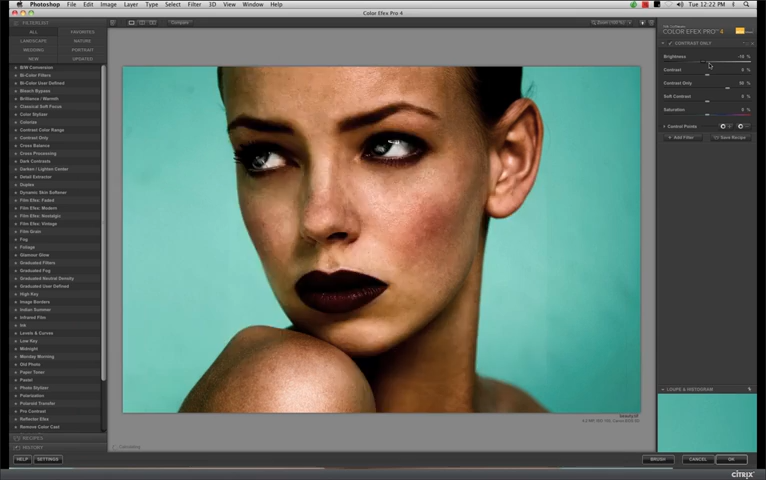 Photoshop File Edit Image Layer Type Select Filter 3D View Window Help
Tue 12:22 PM
Color Efex Pro 4
FILTER LIST
Compare
ALL FAVORITES
LANDSCAPE NATURE
WEDDING PORTRAIT
NEW UPDATED
B/W Conversion
Bi-Color Filters
Bi-Color User Defined
Bleach Bypass
Brilliance / Warmth
Classical Soft Focus
Color Stylizer
Colorize
Contrast Color Range
Contrast Only
Cross Balance
Cross Processing
Dark Contrasts
Darken / Lighten Center
Detail Extractor
Duplex
Dynamic Skin Softener
Film Efex: Faded
Film Efex: Modern
Film Efex: Nostalgic
Film Efex: Vintage
Film Grain
Fog
Foliage
Glamour Glow
Graduated Filters
Graduated Fog
Graduated Neutral Density
Graduated User Defined
High Key
Image Borders
Indian Summer
Infrared Film
Ink
Levels & Curves
Low Key
Midnight
Monday Morning
Old Photo
Paper Toner
Pastel
Photo Stylizer
Polarization
Polaroid Transfer
Pro Contrast
Reflector Efex
Remove Color Cast
RECIPES
HISTORY
HELP SETTINGS
COLOR EFEX PRO 4
CONTRAST ONLY
Brightness
Contrast
Contrast Only
Soft Contrast
Saturation
Control Points
Add Filter Save Recipe
LOUPE & HISTOGRAM
BRUSH CANCEL OK
CITRIX